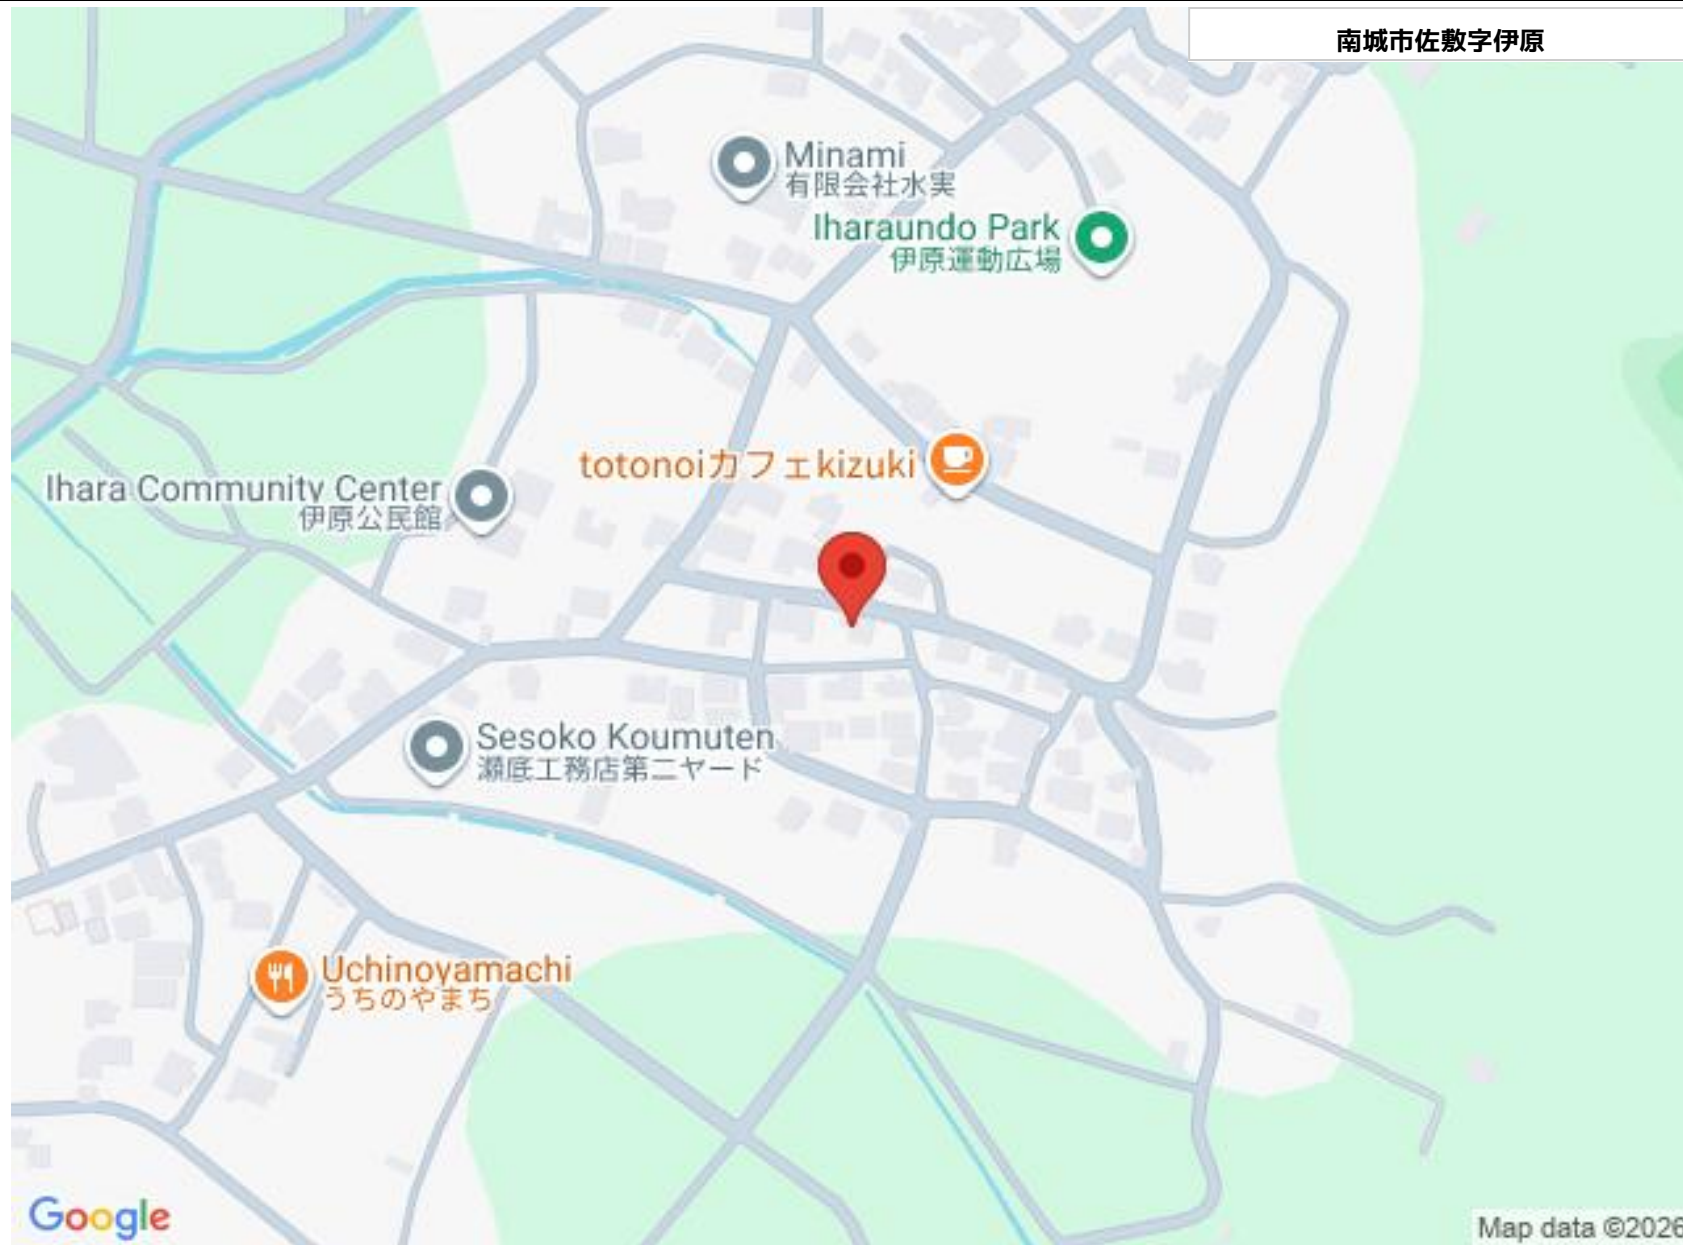 南城市佐敷字伊原
Minami
有限会社水実
Iharaundo Park
伊原運動広場
totonoiカフェkizuki
Ihara Community Center
伊原公民館
Sesoko Koumuten
瀬底工務店第二ヤード
Uchinoyamachi
うちのやまち
Google
Map data ©2026